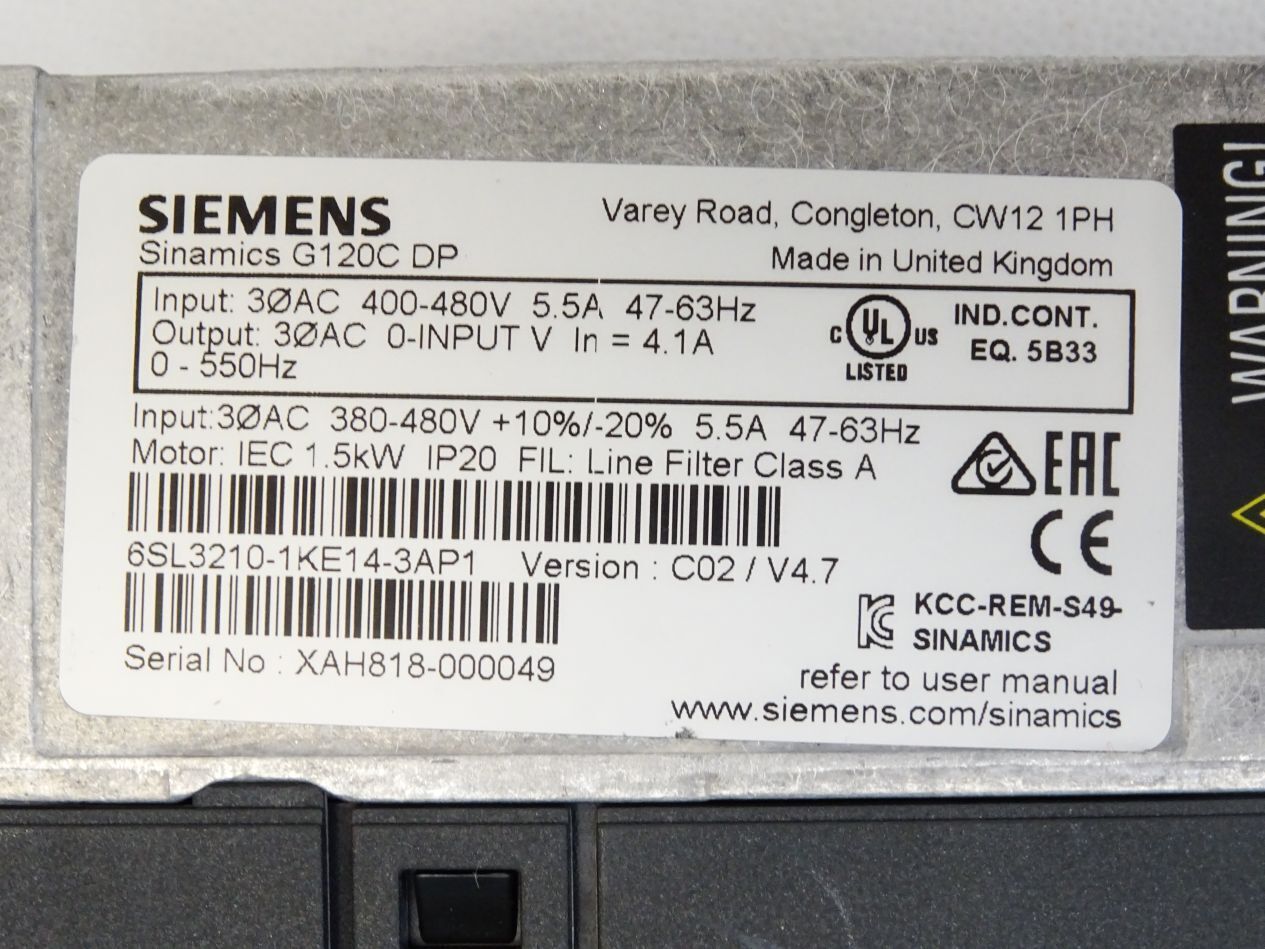 SIEMENS
Varey Road, Congleton, CW12 1PH
Sinamics G120C DP
Made in United Kingdom
Input: 3ØAC 400-480V 5.5A 47-63Hz
Output: 3ØAC 0-INPUT V In = 4.1A
0 - 550Hz
C UL US
LISTED
IND.CONT.
EQ. 5B33
Input:3ØAC 380-480V +10%/-20% 5.5A 47-63Hz
Motor: IEC 1.5kW IP20 FIL: Line Filter Class A
EAC
CE
6SL3210-1KE14-3AP1 Version : C02 / V4.7
KC
KCC-REM-S49-
SINAMICS
Serial No : XAH818-000049
refer to user manual
www.siemens.com/sinamics
WARNING!